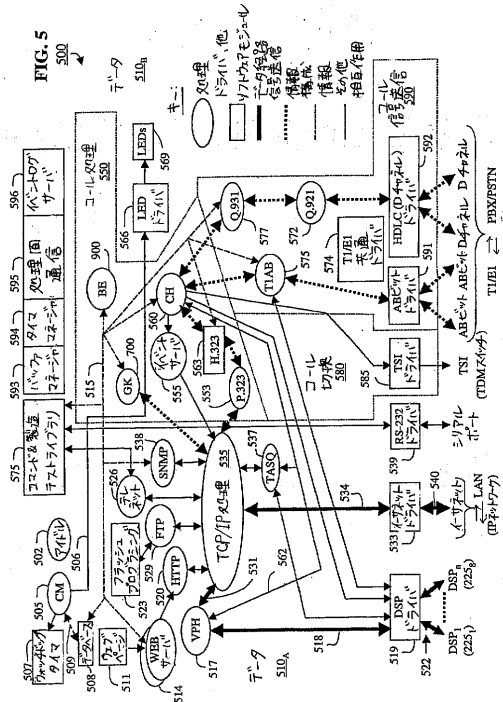 FIG. 5
500
データ
510B
キー:
処理
ドライバ、他
ソフトウェアモジュール
データ経路
信号送信
情報
構成
情報
その他
相互作用
596
イベントログ
サーバ
595
処理間
通信
594
タイマ
マネージャ
593
バッファ
マネージャ
575
コマンド&製造
テストライブラリ
コール処理
550
LEDs
569
LED
ドライバ
566
BE
900
515
GK
700
CH
560
イベント
サーバ
555
Q.931
577
Q.921
572
T1/E1
共通
ドライバ
574
T1AB
575
H.323
563
P.323
553
コール
切換
580
コール
信号送信
590
HDLC(Dチャネル)
ドライバ
592
ABビット
ドライバ
591
Dチャネル
Dチャネル
ABビット
ABビット
T1/E1
PBX/PSTN
TSI
ドライバ
585
TSI
(TDMスイッチ)
502
アイドル
506
505
CM
507
ウォッチドッグ
タイマ
509
508
データベース
511
ウェブ
ページ
WEB
サーバ
514
HTTP
520
フラッシュ
プログラミング
523
FTP
529
テレ
ネット
526
SNMP
538
TCP/IP処理
535
531
TASQ
537
562
VPH
517
データ
510A
518
534
DSP
ドライバ
519
522
DSP1
(2251)
DSPn
(2258)
イーサネット
ドライバ
533
540
イーサネット
LAN
(IPネットワーク)
RS-232
ドライバ
539
シリアル
ポート